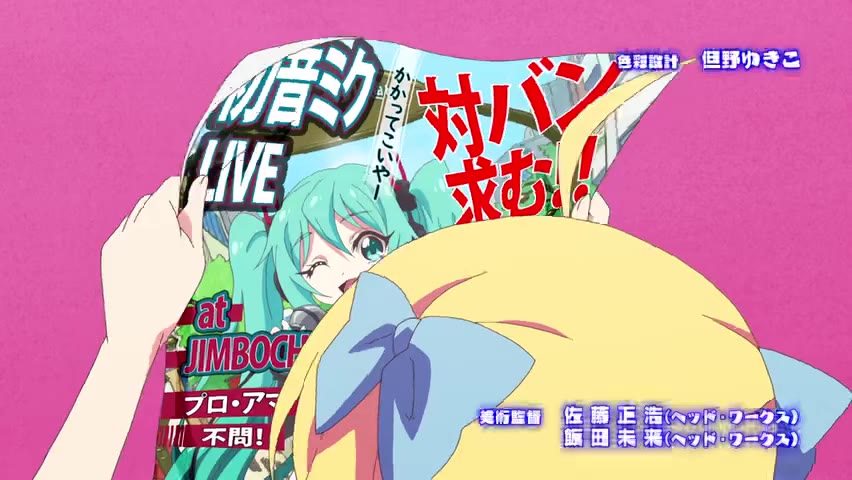 色彩設計 但野ゆきこ
初音ミク
LIVE
かかってこいやー
対バン
求む!!
at
JIMBOCH
プロ・アマ
不問!
美術監督 佐藤正浩(ヘッド・ワークス)
飯田未来(ヘッド・ワークス)